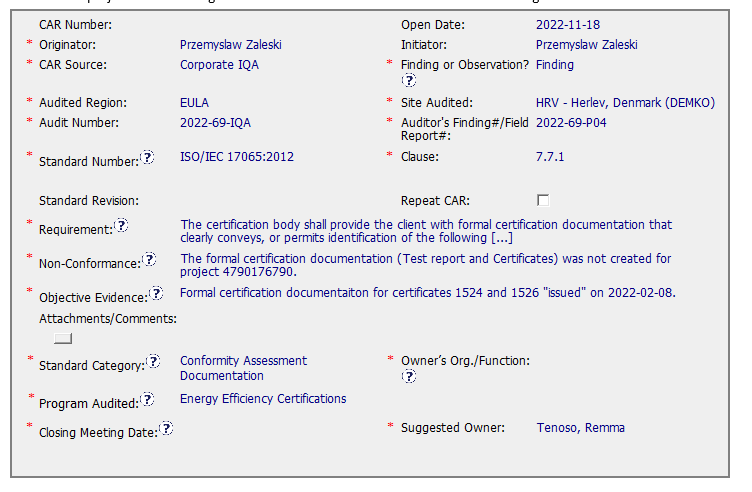 CAR Number: Open Date: 2022-11-18
* Originator: Przemyslaw Zaleski Initiator: Przemyslaw Zaleski
* CAR Source: Corporate IQA * Finding or Observation? Finding
?
* Audited Region: EULA * Site Audited: HRV - Herlev, Denmark (DEMKO)
* Audit Number: 2022-69-IQA * Auditor's Finding#/Field 2022-69-P04
Report#:
* Standard Number: ? ISO/IEC 17065:2012 * Clause: 7.7.1
Standard Revision: Repeat CAR:
* Requirement: ? The certification body shall provide the client with formal certification documentation that
clearly conveys, or permits identification of the following [...]
* Non-Conformance: ? The formal certification documentation (Test report and Certificates) was not created for
project 4790176790.
* Objective Evidence: ? Formal certification documentaiton for certificates 1524 and 1526 "issued" on 2022-02-08.
Attachments/Comments:
* Standard Category: ? Conformity Assessment * Owner's Org./Function:
Documentation ?
* Program Audited: ? Energy Efficiency Certifications
* Closing Meeting Date: ? * Suggested Owner: Tenoso, Remma